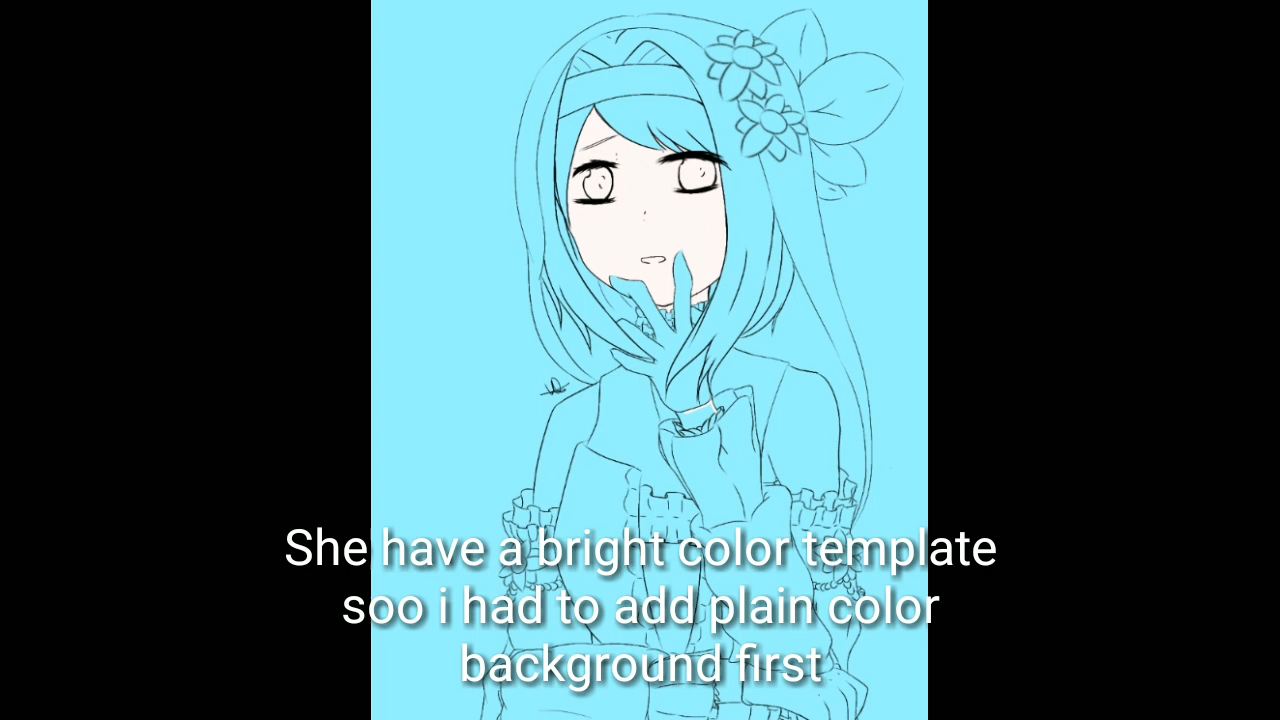 She have a bright color template
soo i had to add plain color
background first